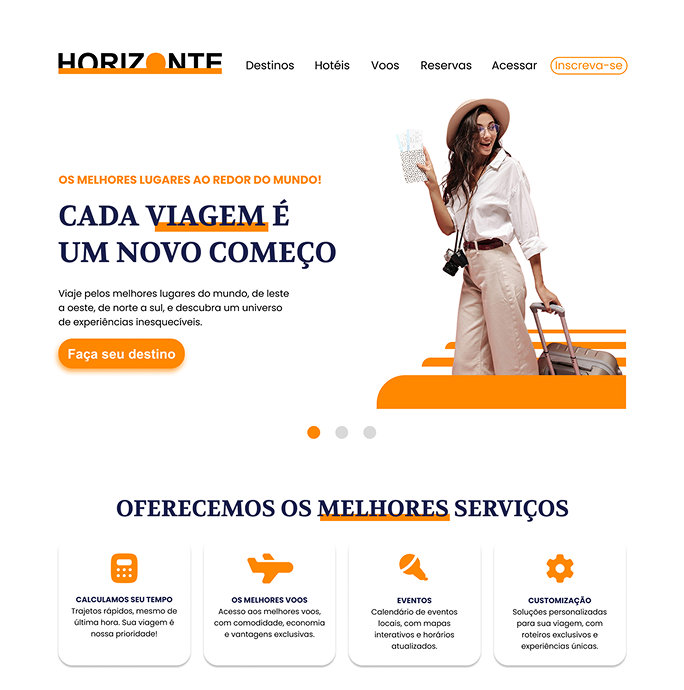 HORIZONTE
Destinos Hotéis Voos Reservas Acessar Inscreva-se
OS MELHORES LUGARES AO REDOR DO MUNDO!
CADA VIAGEM É
UM NOVO COMEÇO
Viaje pelos melhores lugares do mundo, de leste
a oeste, de norte a sul, e descubra um universo
de experiências inesquecíveis.
Faça seu destino
OFERECEMOS OS MELHORES SERVIÇOS
CALCULAMOS SEU TEMPO
Trajetos rápidos, mesmo de
última hora. Sua viagem é
nossa prioridade!
OS MELHORES VOOS
Acesso aos melhores voos,
com comodidade, economia
e vantagens exclusivas.
EVENTOS
Calendário de eventos
locais, com mapas
interativos e horários
atualizados.
CUSTOMIZAÇÃO
Soluções personalizadas
para sua viagem, com
roteiros exclusivos e
experiências únicas.